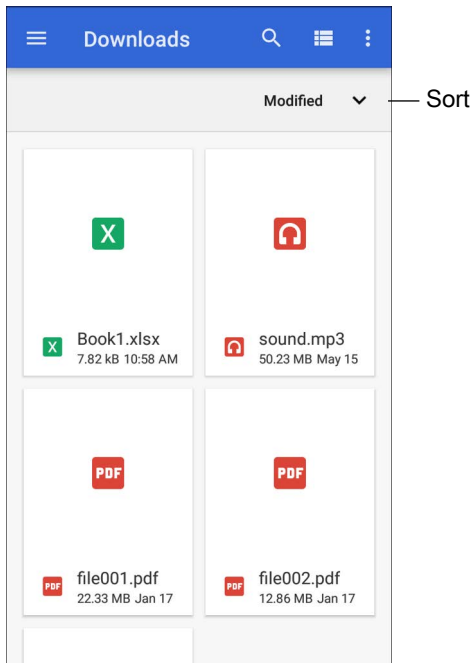 Downloads
Modified
Sort
X
Book1.xlsx
X
7.82 kB 10:58 AM
sound.mp3
50.23 MB May 15
PDF
PDF
PDF
file001.pdf
22.33 MB Jan 17
PDF
file002.pdf
12.86 MB Jan 17